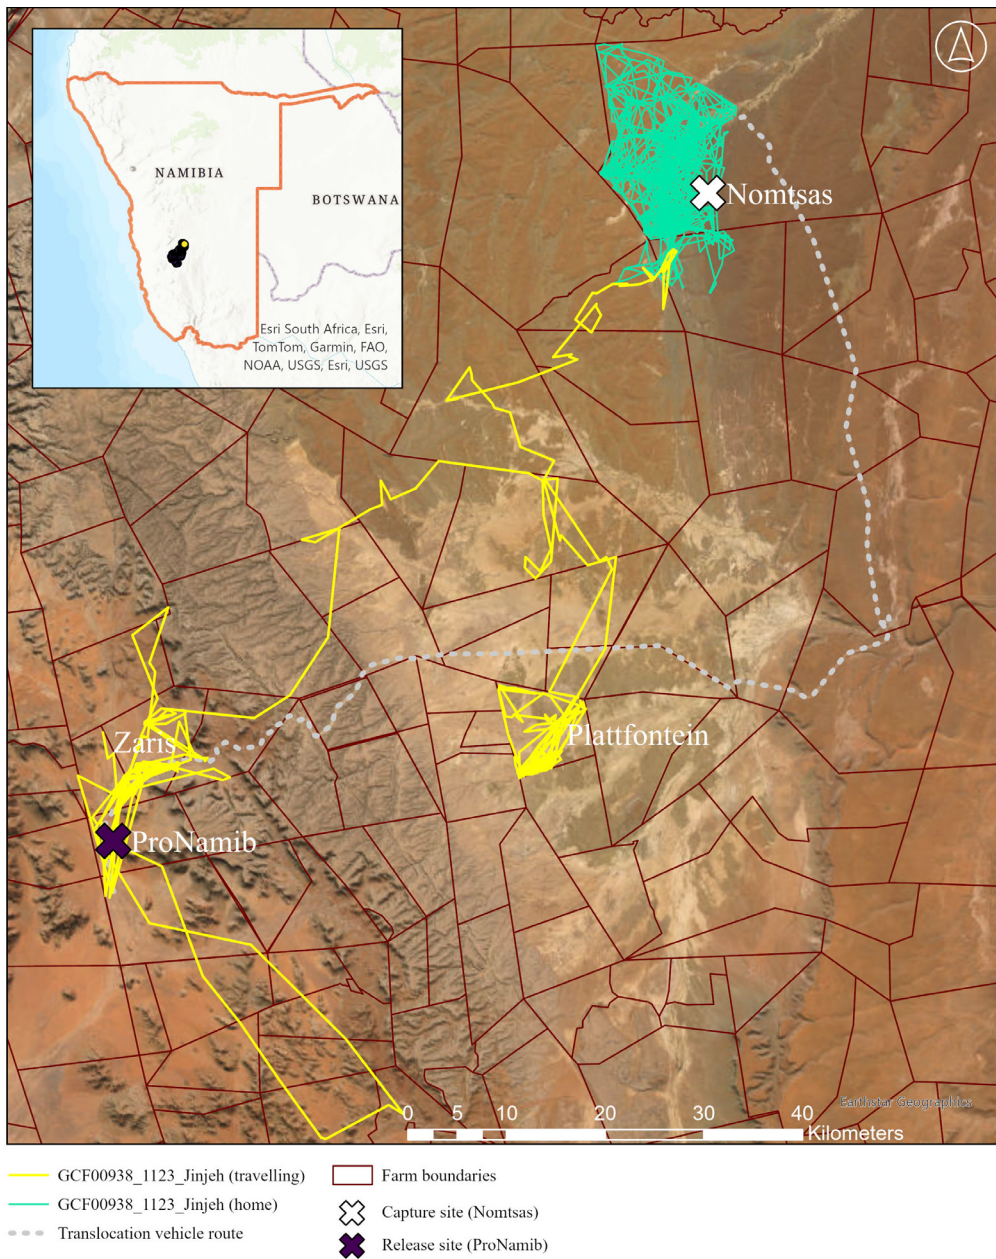 NAMIBIA
BOTSWANA
Esri South Africa, Esri,
TomTom, Garmin, FAO,
NOAA, USGS, Esri, USGS
Nomtsas
Zaris
Plattfontein
ProNamib
Earthstar Geographics
0 5 10 20 30 40
Kilometers
GCF00938_1123_Jinjeh (travelling)
GCF00938_1123_Jinjeh (home)
Translocation vehicle route
Farm boundaries
Capture site (Nomtsas)
Release site (ProNamib)